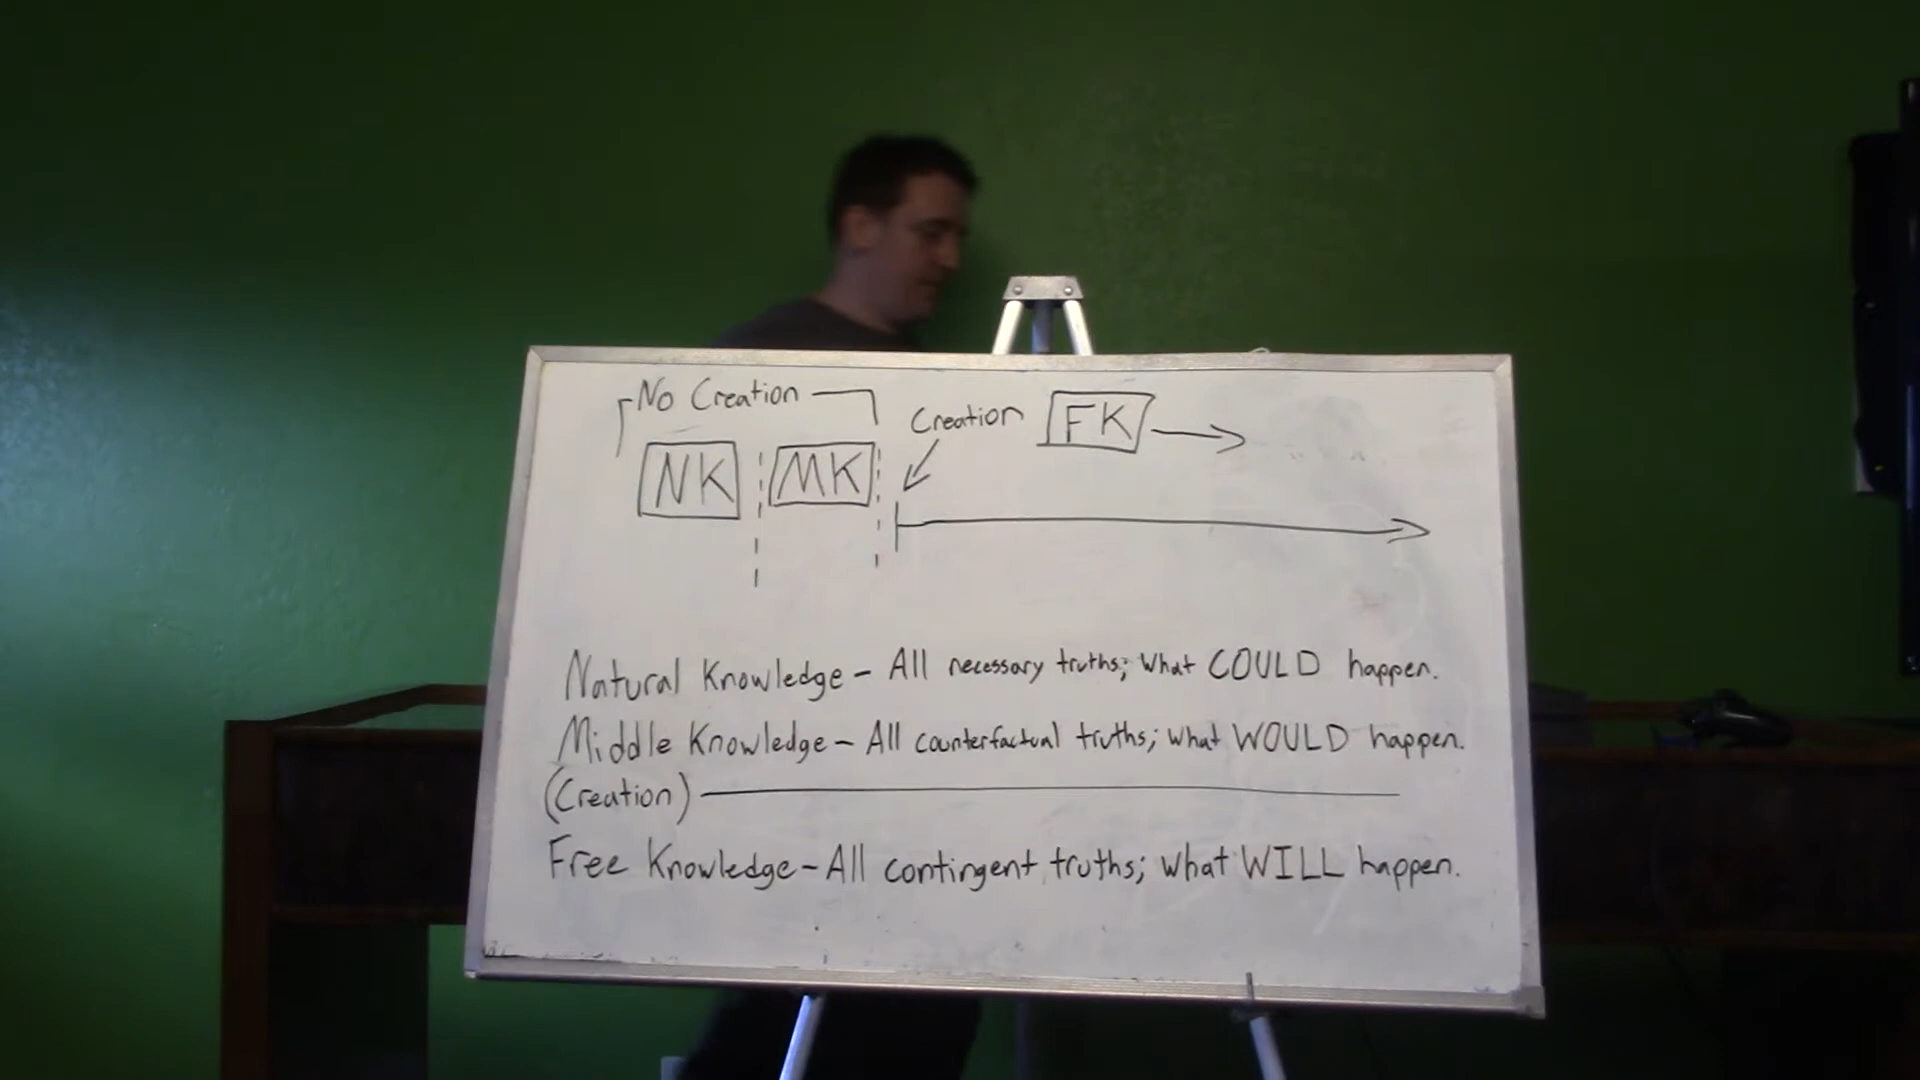 No Creation
Creation
FK
NK
MK
Natural Knowledge - All necessary truths; what COULD happen.
Middle Knowledge - All counterfactual truths; what WOULD happen.
(Creation)
Free Knowledge - All contingent truths; what WILL happen.